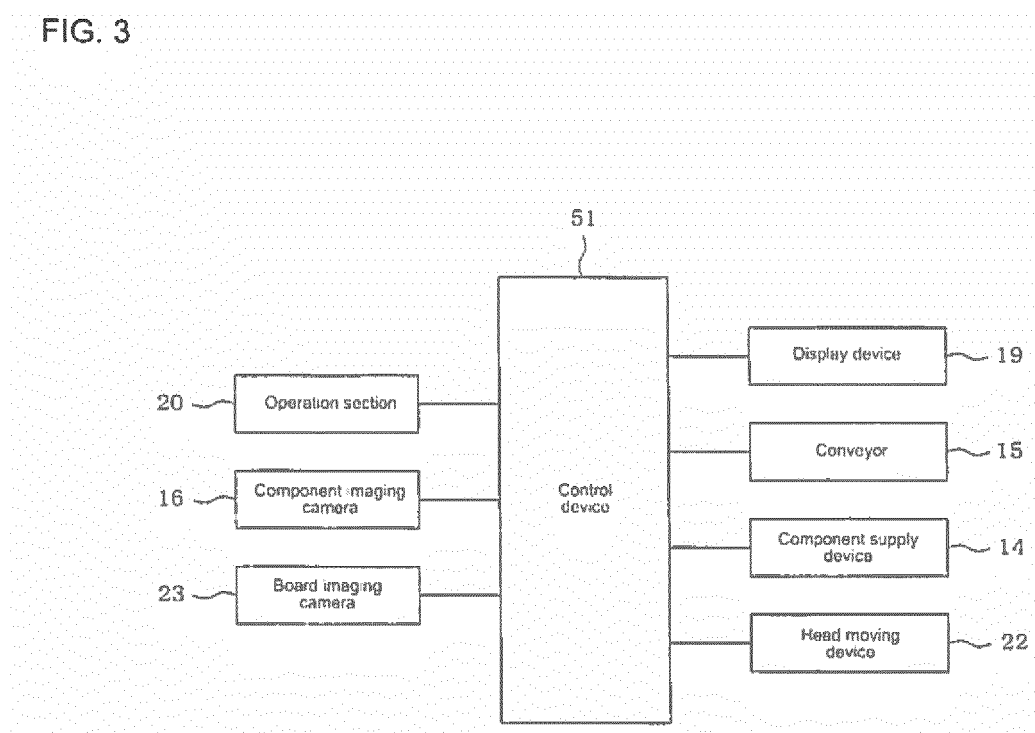 FIG. 3
51
Display device
19
20
Operation section
Conveyor
15
16
Component imaging
camera
Control
device
Component supply
device
14
23
Board imaging
camera
Head moving
device
22